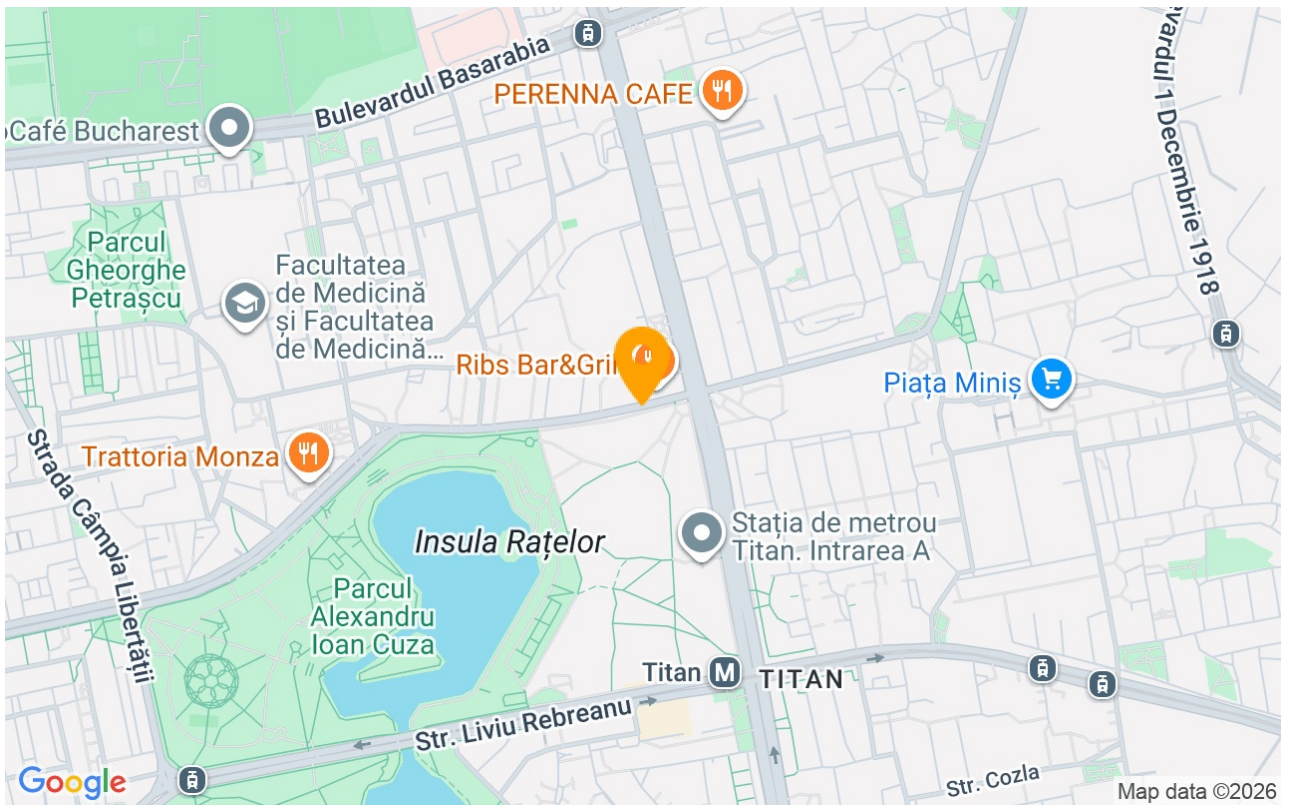 Bulevardul Basarabia
PERENNA CAFE
Café Bucharest
Bulevardul 1 Decembrie 1918
Parcul
Gheorghe
Petrașcu
Facultatea
de Medicină
și Facultatea
de Medicină...
Ribs Bar&Gril
Piața Miniș
Trattoria Monza
Strada Câmpia Libertății
Insula Rațelor
Stația de metrou
Titan. Intrarea A
Parcul
Alexandru
Ioan Cuza
Titan M
TITAN
Str. Liviu Rebreanu
Str. Cozla
Google
Map data ©2026